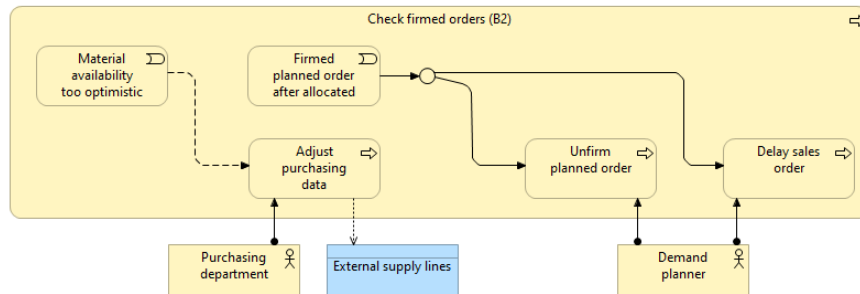 Check firmed orders (B2)
Material
availability
too optimistic
Firmed
planned order
after allocated
Adjust
purchasing
data
Unfirm
planned order
Delay sales
order
Purchasing
department
External supply lines
Demand
planner